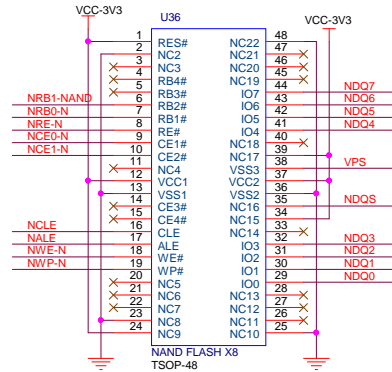 VCC-3V3 U36 VCC-3V3
1 RES# NC22 48
2 NC2 NC21 47
3 NC3 NC20 46
4 RB4# NC19 45
5 RB3# IO7 44 NDQ7
NRB1-NAND 6 RB2# IO6 43 NDQ6
NRB0-N 7 RB1# IO5 42 NDQ5
NRE-N 8 RE# IO4 41 NDQ4
NCE0-N 9 CE1# NC18 40
NCE1-N 10 CE2# NC17 39
11 NC4 VSS3 38 VPS
12 VCC1 VCC2 37
13 VSS1 VSS2 36
14 CE3# NC16 35 NDQS
15 CE4# NC15 34
NCLE 16 CLE NC14 33
NALE 17 ALE IO3 32 NDQ3
NWE-N 18 WE# IO2 31 NDQ2
NWP-N 19 WP# IO1 30 NDQ1
20 NC5 IO0 29 NDQ0
21 NC6 NC13 28
22 NC7 NC12 27
23 NC8 NC11 26
24 NC9 NC10 25
NAND FLASH X8
TSOP-48